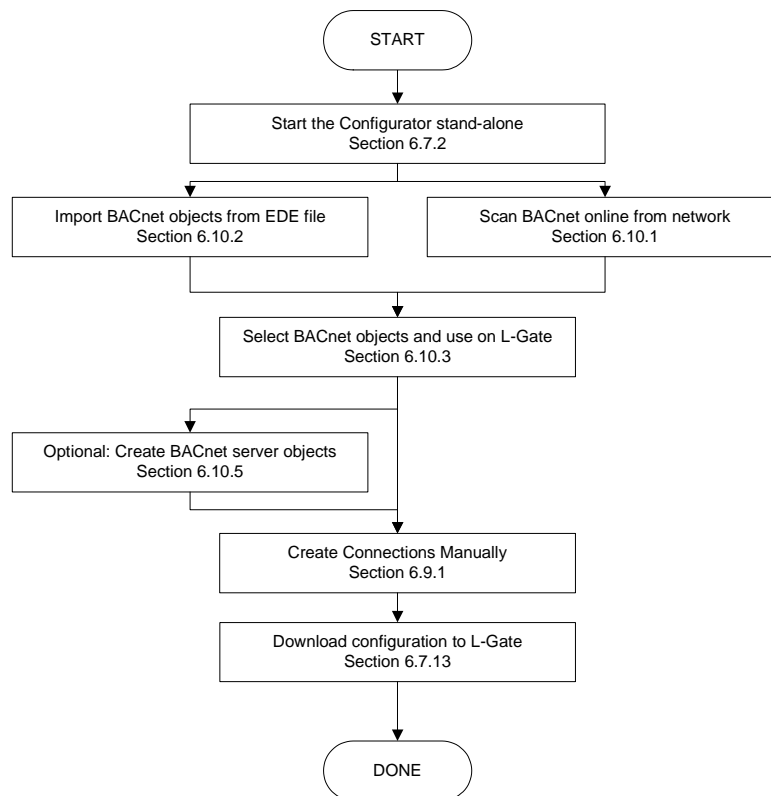 START
Start the Configurator stand-alone
Section 6.7.2
Import BACnet objects from EDE file
Section 6.10.2
Scan BACnet online from network
Section 6.10.1
Select BACnet objects and use on L-Gate
Section 6.10.3
Optional: Create BACnet server objects
Section 6.10.5
Create Connections Manually
Section 6.9.1
Download configuration to L-Gate
Section 6.7.13
DONE